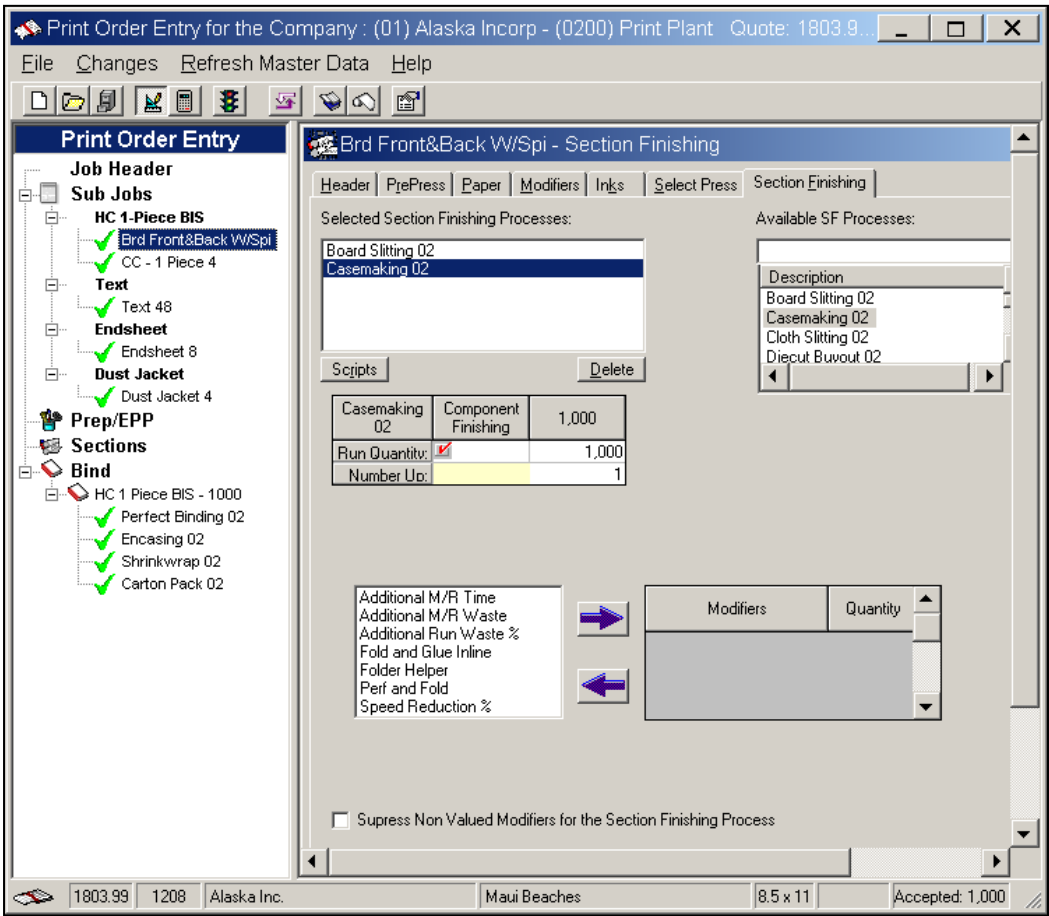 Print Order Entry for the Company : (01) Alaska Incorp - (0200) Print Plant Quote: 1803.9...
File Changes Refresh Master Data Help
Print Order Entry
Job Header
Sub Jobs
HC 1-Piece BIS
Brd Front&Back W/Spi
CC - 1 Piece 4
Text
Text 48
Endsheet
Endsheet 8
Dust Jacket
Dust Jacket 4
Prep/EPP
Sections
Bind
HC 1 Piece BIS - 1000
Perfect Binding 02
Encasing 02
Shrinkwrap 02
Carton Pack 02
Brd Front&Back W/Spi - Section Finishing
Header PrePress Paper Modifiers Inks Select Press Section Finishing
Selected Section Finishing Processes:
Board Slitting 02
Casemaking 02
Scripts Delete
Available SF Processes:
Description
Board Slitting 02
Casemaking 02
Cloth Slitting 02
Diecut Buyout 02
Casemaking 02 Component Finishing 1,000
Run Quantity: 1,000
Number Up: 1
Additional M/R Time
Additional M/R Waste
Additional Run Waste %
Fold and Glue Inline
Folder Helper
Perf and Fold
Speed Reduction %
Modifiers Quantity
Supress Non Valued Modifiers for the Section Finishing Process
1803.99 1208 Alaska Inc. Maui Beaches 8.5 x 11 Accepted: 1,000